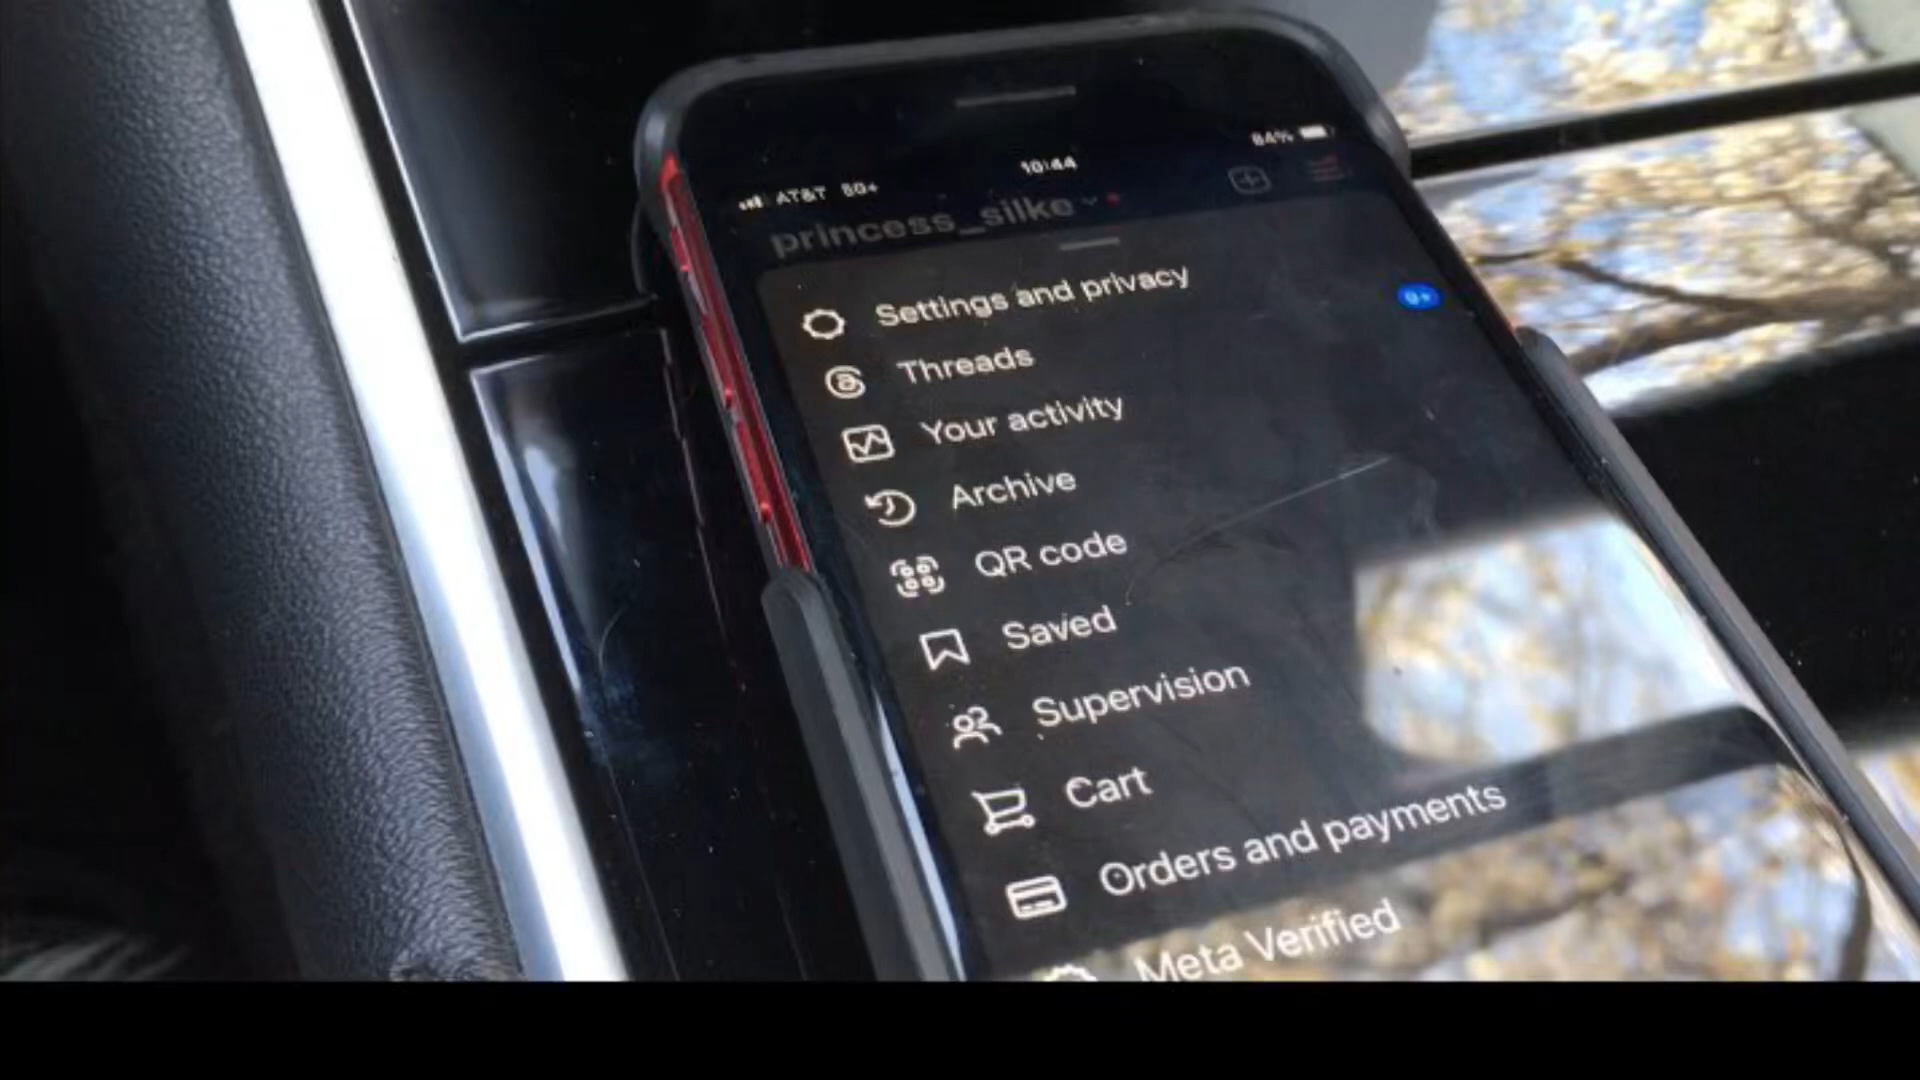 AT&T 5G+
10:44
84%
princess_silke
Settings and privacy
Threads
9+
Your activity
Archive
QR code
Saved
Supervision
Cart
Orders and payments
Meta Verified